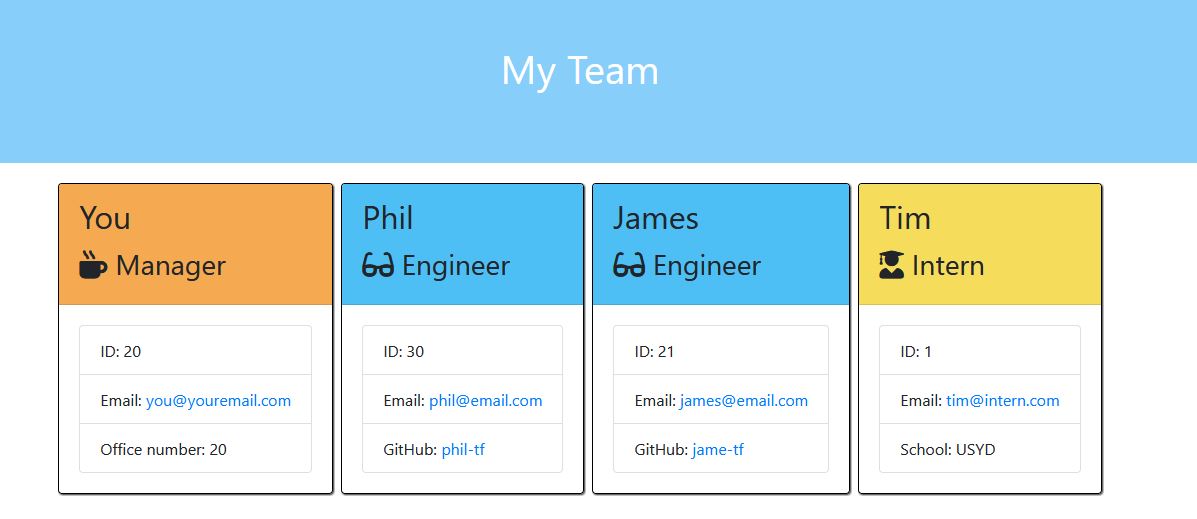 My Team
You
Manager
ID: 20
Email: you@youremail.com
Office number: 20
Phil
Engineer
ID: 30
Email: phil@email.com
GitHub: phil-tf
James
Engineer
ID: 21
Email: james@email.com
GitHub: jame-tf
Tim
Intern
ID: 1
Email: tim@intern.com
School: USYD